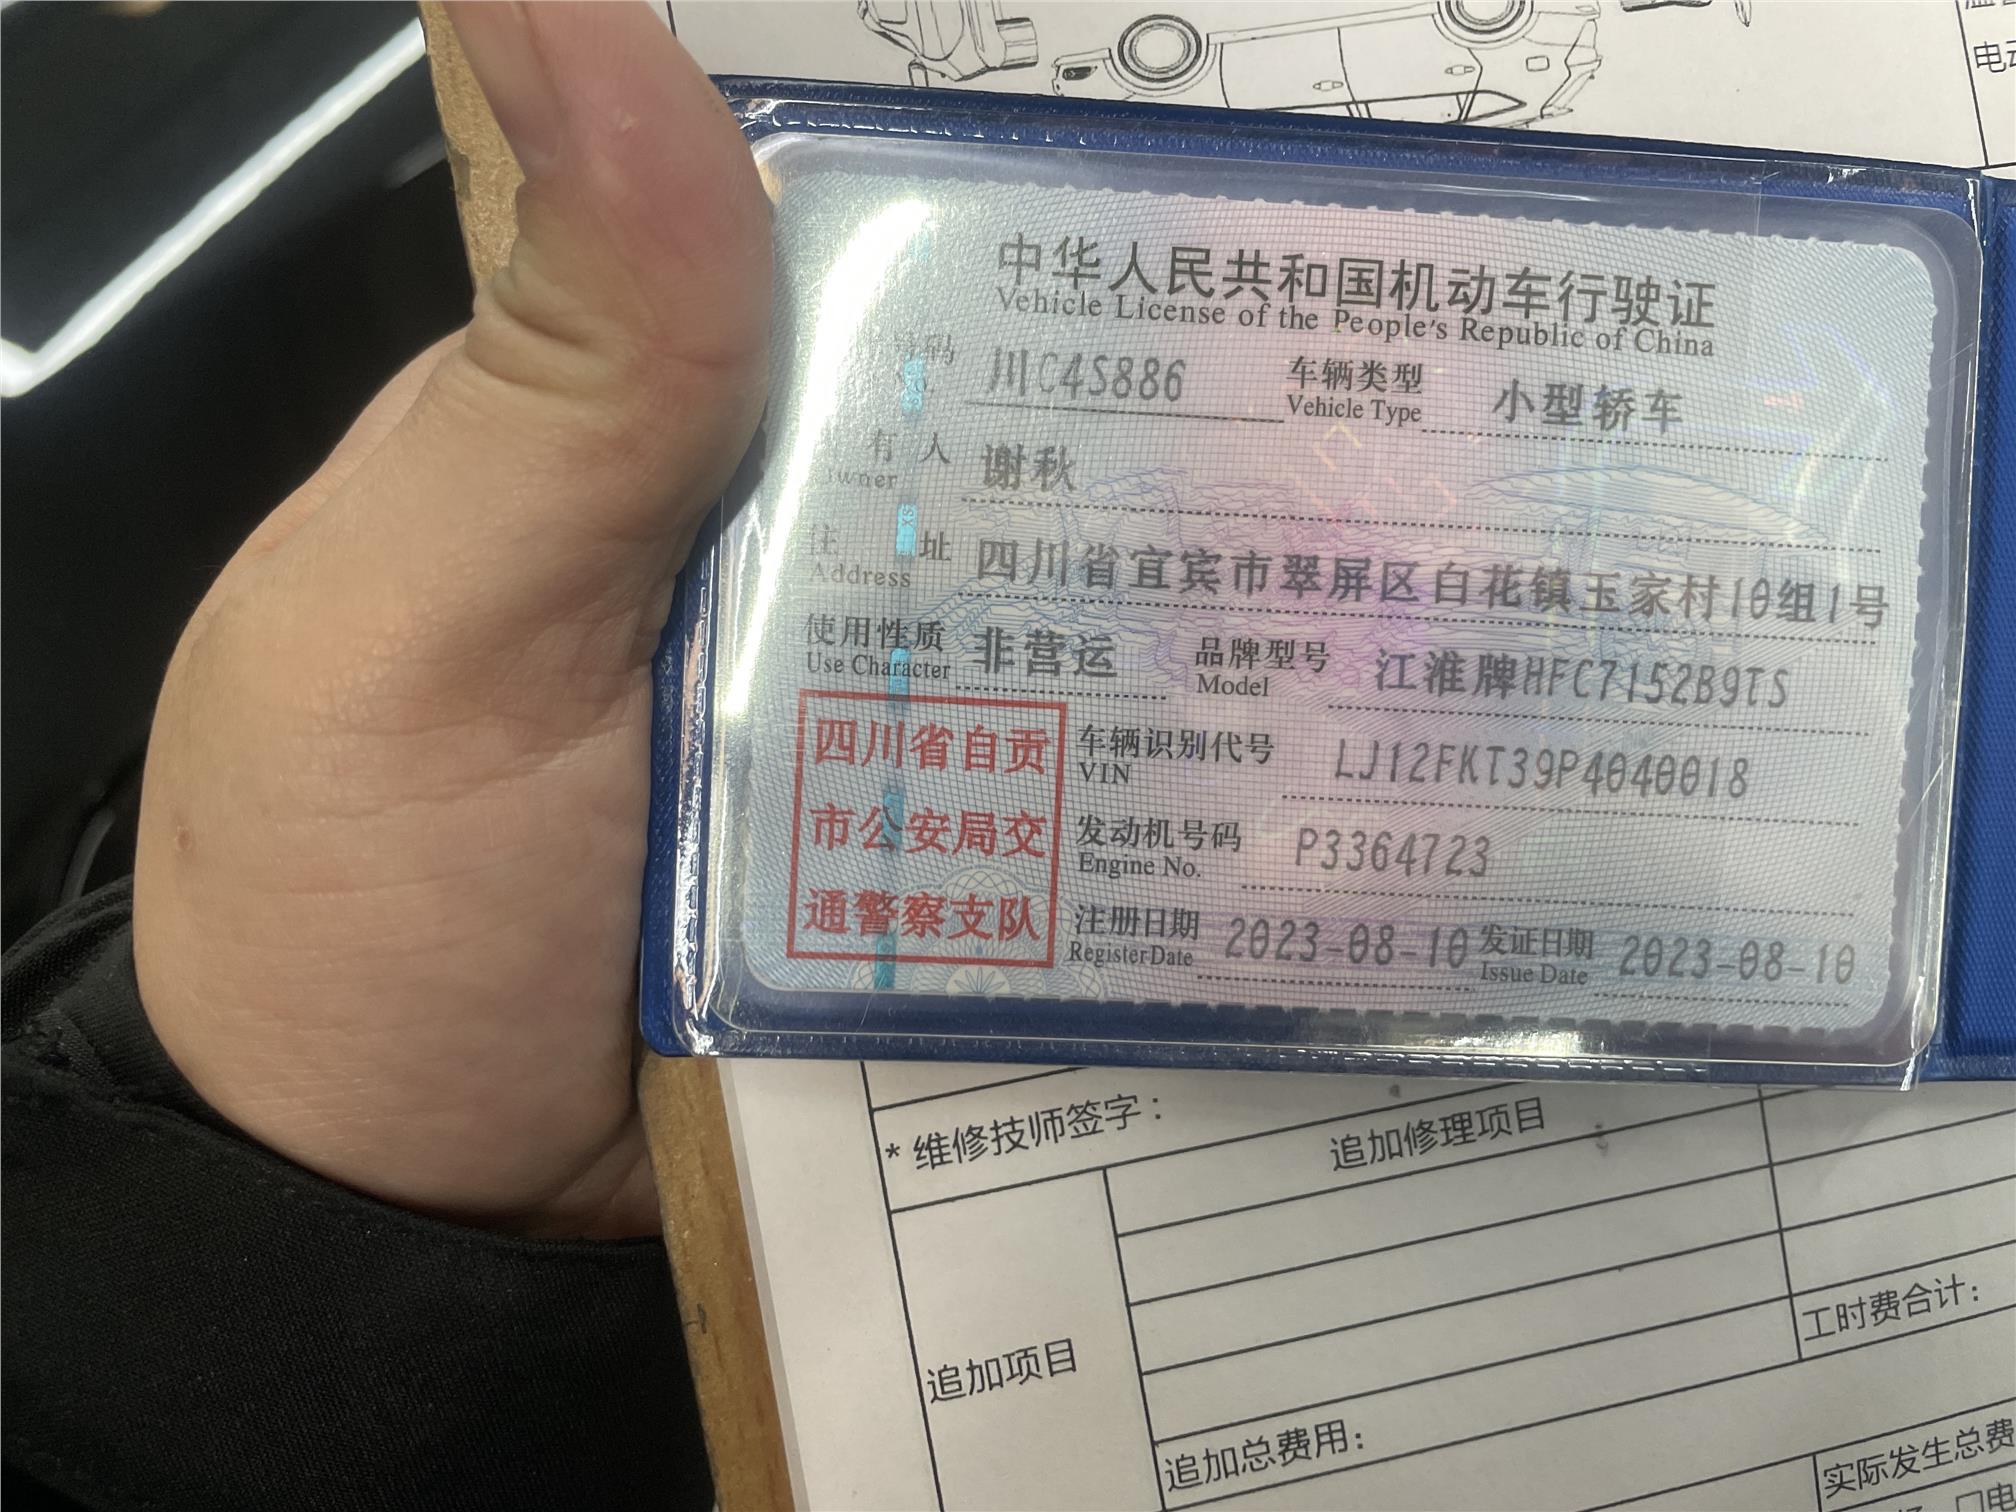 电动
中华人民共和国机动车行驶证
Vehicle License of the People's Republic of China
号码 川C4S886 车辆类型 小型轿车
No. Vehicle Type
有人 谢秋
Owner
住址 四川省宜宾市翠屏区白花镇玉家村10组1号
Address
使用性质 非营运 品牌型号 江淮牌HFC7152B9TS
Use Character Model
四川省自贡
市公安局交
通警察支队
车辆识别代号 LJ12FKT39P4040018
VIN
发动机号码 P3364723
Engine No.
注册日期 2023-08-10 发证日期 2023-08-10
Register Date Issue Date
* 维修技师签字：
追加修理项目
追加项目
工时费合计：
追加总费用：
实际发生总费